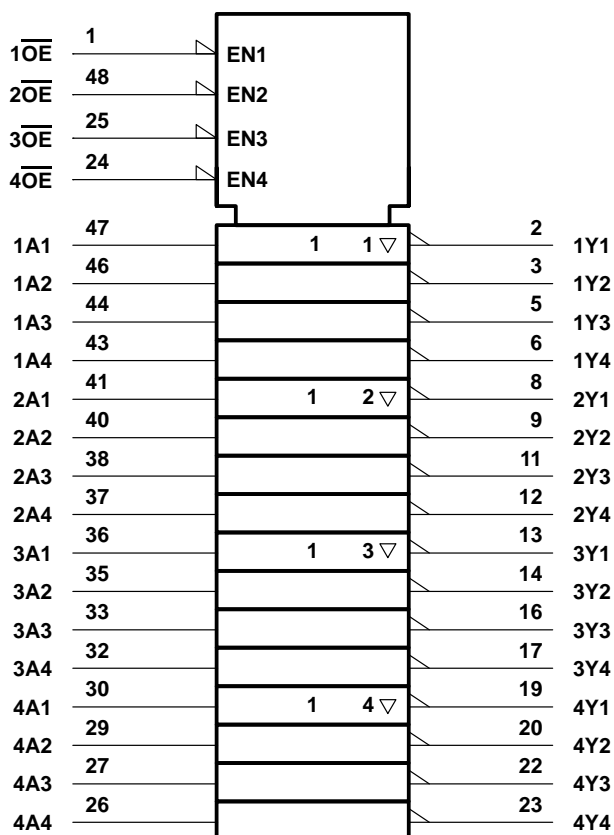 1OE 1 EN1
2OE 48 EN2
3OE 25 EN3
4OE 24 EN4
1A1 47 1 1 ▽ 2 1Y1
1A2 46 3 1Y2
1A3 44 5 1Y3
1A4 43 6 1Y4
2A1 41 1 2 ▽ 8 2Y1
2A2 40 9 2Y2
2A3 38 11 2Y3
2A4 37 12 2Y4
3A1 36 1 3 ▽ 13 3Y1
3A2 35 14 3Y2
3A3 33 16 3Y3
3A4 32 17 3Y4
4A1 30 1 4 ▽ 19 4Y1
4A2 29 20 4Y2
4A3 27 22 4Y3
4A4 26 23 4Y4